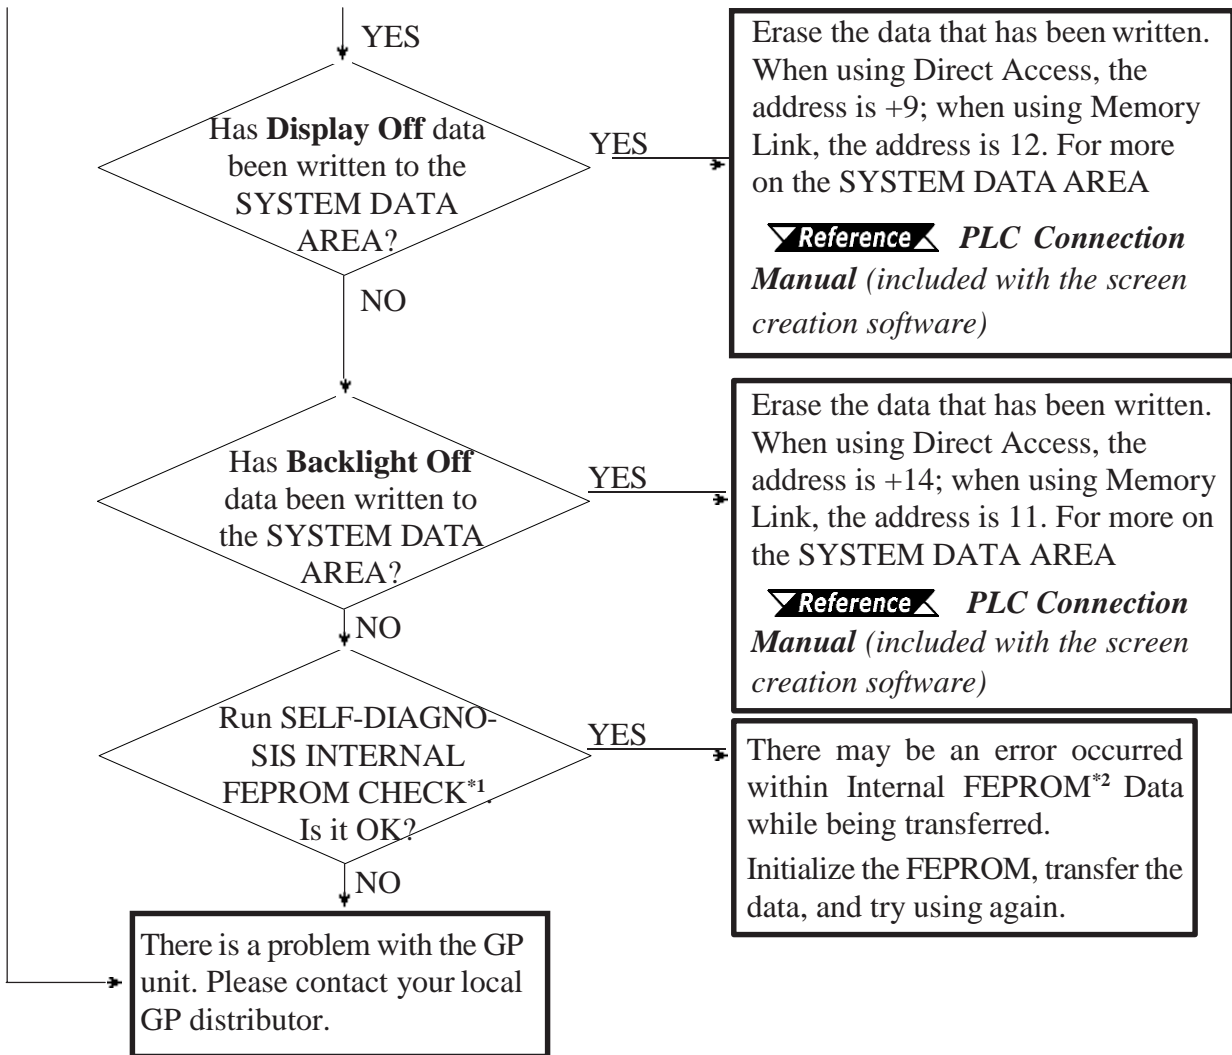 YES
Has Display Off data
been written to the
SYSTEM DATA
AREA?
YES
Erase the data that has been written.
When using Direct Access, the
address is +9; when using Memory
Link, the address is 12. For more
on the SYSTEM DATA AREA
Reference PLC Connection
Manual (included with the screen
creation software)
NO
Has Backlight Off
data been written to
the SYSTEM DATA
AREA?
YES
Erase the data that has been written.
When using Direct Access, the
address is +14; when using Memory
Link, the address is 11. For more on
the SYSTEM DATA AREA
Reference PLC Connection
Manual (included with the screen
creation software)
NO
Run SELF-DIAGNO-
SIS INTERNAL
FEPROM CHECK*1.
Is it OK?
YES
There may be an error occurred
within Internal FEPROM*2 Data
while being transferred.
Initialize the FEPROM, transfer the
data, and try using again.
NO
There is a problem with the GP
unit. Please contact your local
GP distributor.